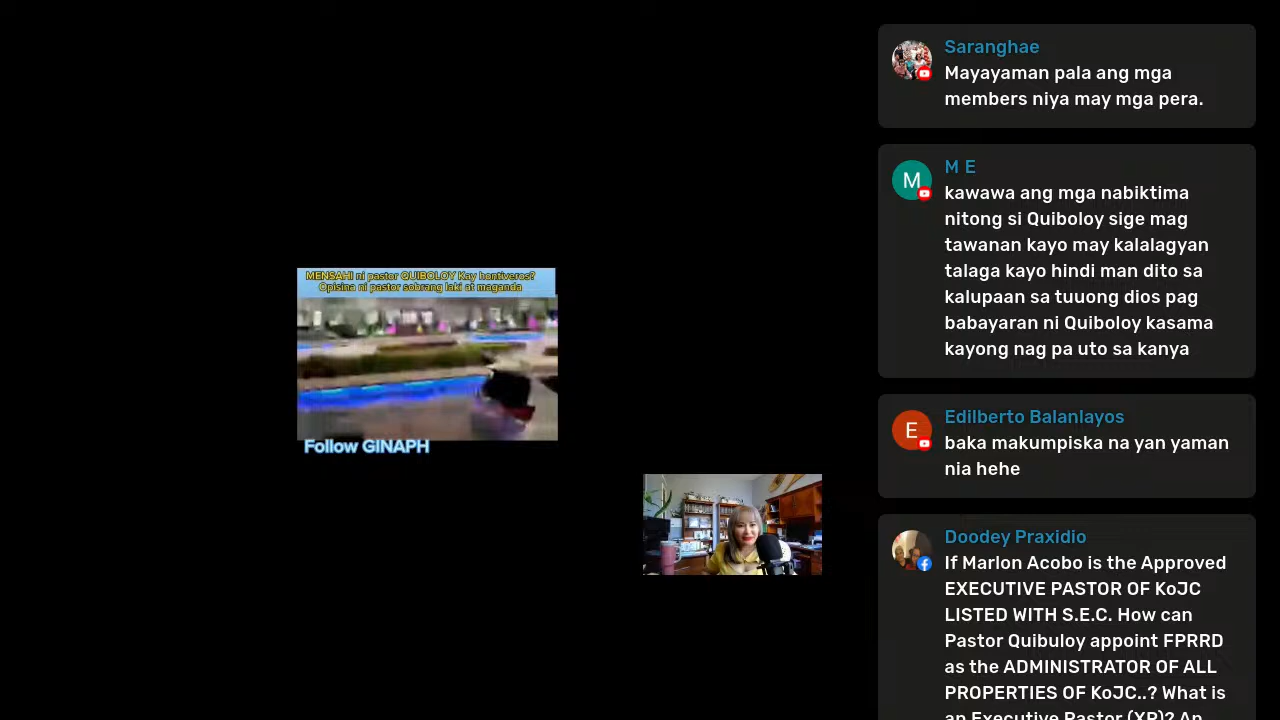 MENSAHI ni pastor QUIBOLOY Kay hontiveros?
Opisina ni pastor sobrang laki at maganda
Follow GINAPH
Saranghae
Mayayaman pala ang mga
members niya may mga pera.
M
M E
kawawa ang mga nabiktima
nitong si Quiboloy sige mag
tawanan kayo may kalalagyan
talaga kayo hindi man dito sa
kalupaan sa tuuong dios pag
babayaran ni Quiboloy kasama
kayong nag pa uto sa kanya
E
Edilberto Balanlayos
baka makumpiska na yan yaman
nia hehe
Doodey Praxidio
If Marlon Acobo is the Approved
EXECUTIVE PASTOR OF KoJC
LISTED WITH S.E.C. How can
Pastor Quibuloy appoint FPRRD
as the ADMINISTRATOR OF ALL
PROPERTIES OF KoJC..? What is
an Executive Pastor (XP)? An